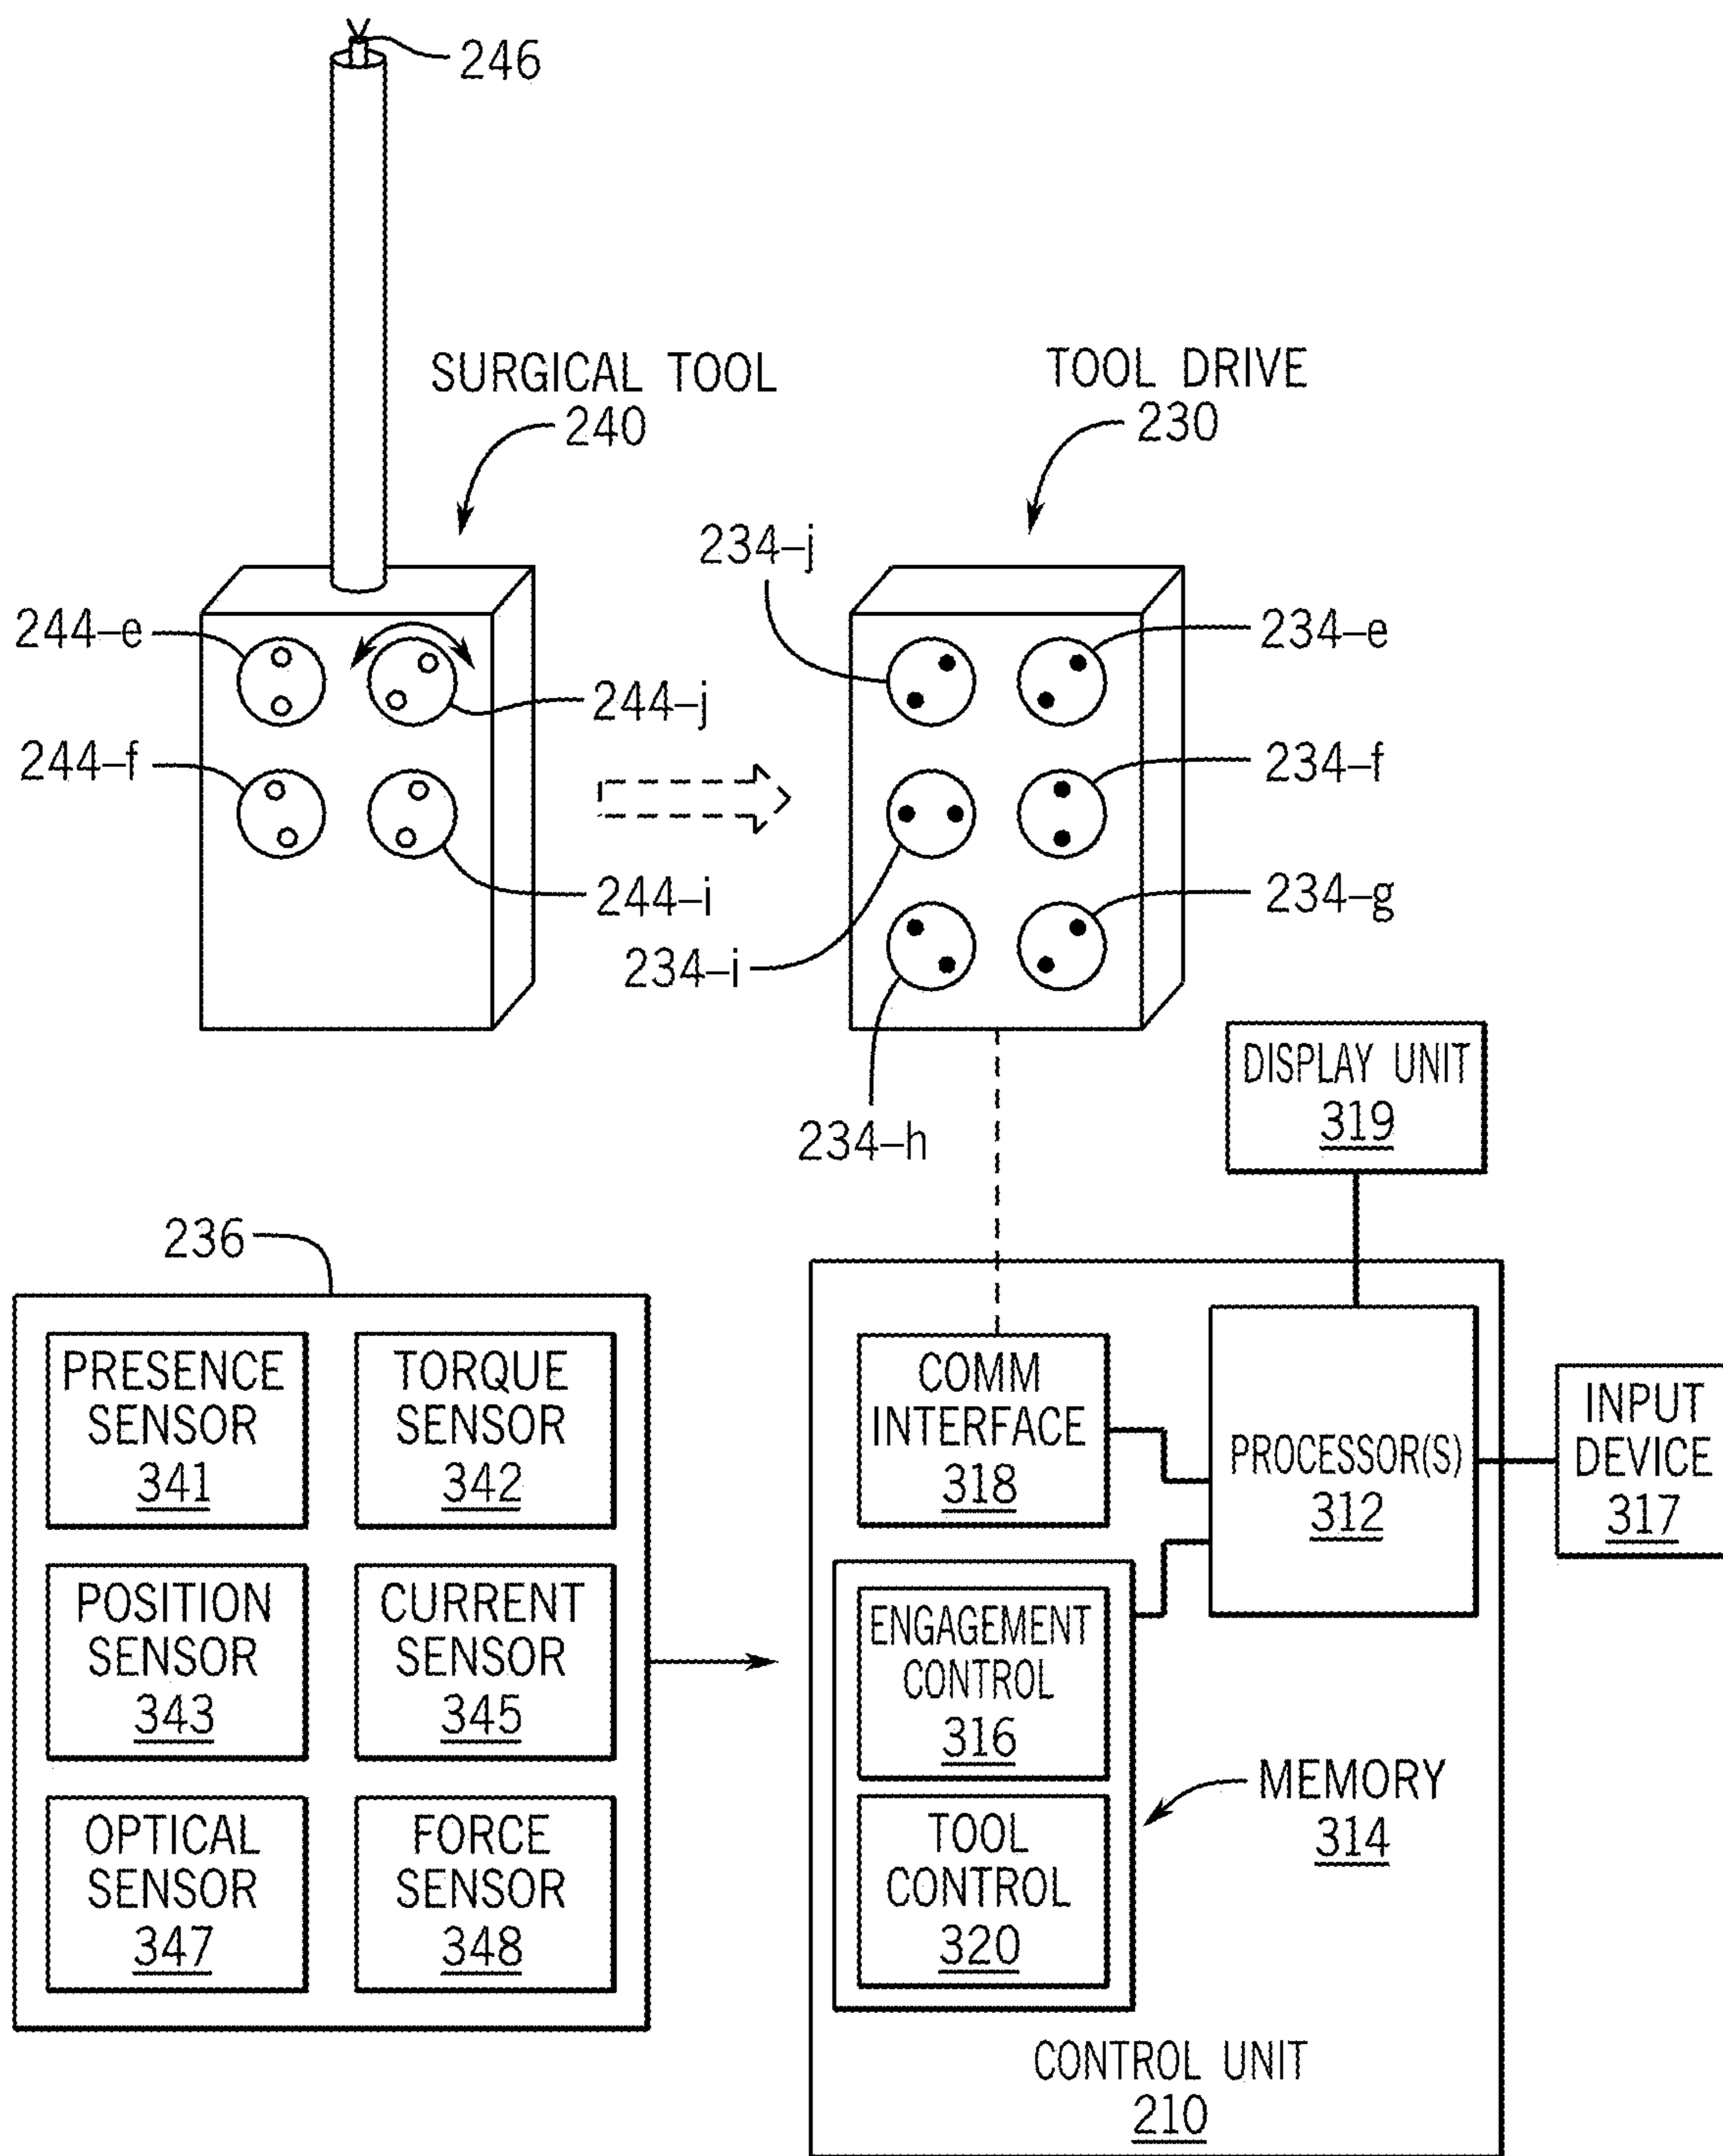 246
SURGICAL TOOL
240
TOOL DRIVE
230
234–j
244–e
234–e
244–j
244–f
234–f
244–i
234–g
234–i
234–h
DISPLAY UNIT
319
236
PRESENCE
SENSOR
341
TORQUE
SENSOR
342
POSITION
SENSOR
343
CURRENT
SENSOR
345
OPTICAL
SENSOR
347
FORCE
SENSOR
348
COMM
INTERFACE
318
PROCESSOR(S)
312
INPUT
DEVICE
317
ENGAGEMENT
CONTROL
316
TOOL
CONTROL
320
MEMORY
314
CONTROL UNIT
210